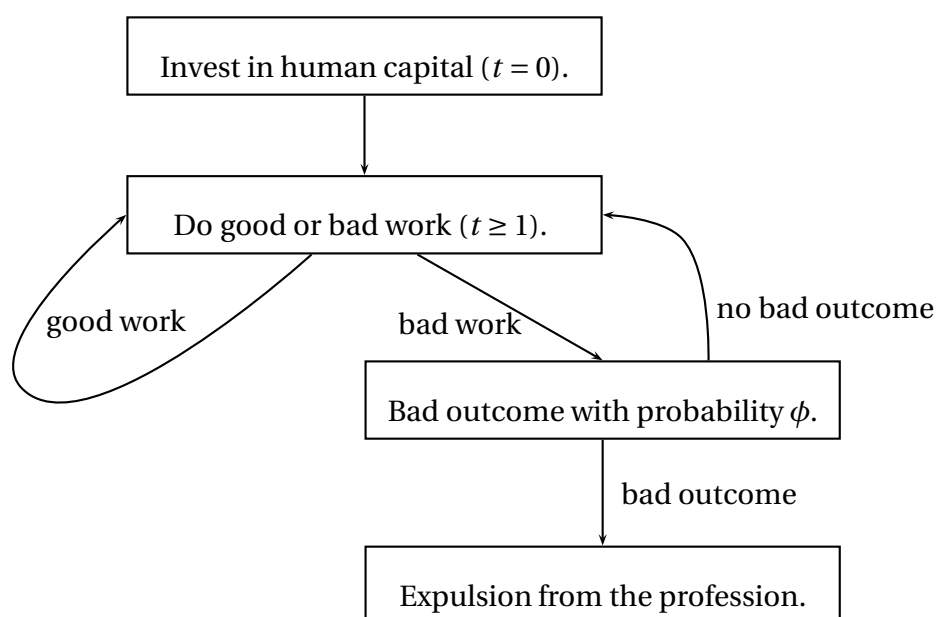 Invest in human capital (t = 0).
Do good or bad work (t ≥ 1).
good work
bad work
no bad outcome
Bad outcome with probability ϕ.
bad outcome
Expulsion from the profession.